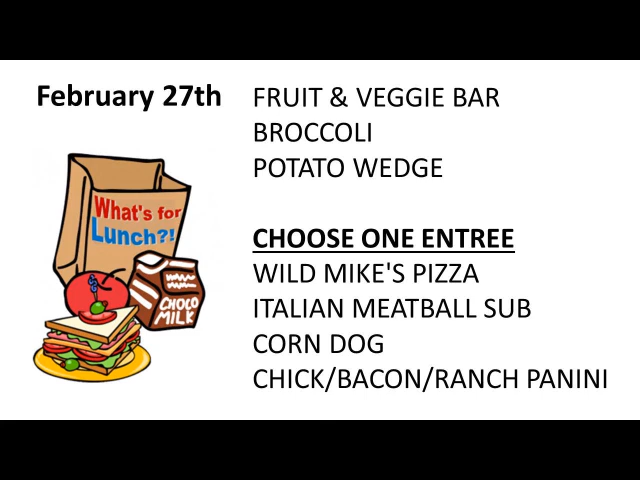 February 27th
What's for
Lunch?!
CHOCO
MILK
FRUIT & VEGGIE BAR
BROCCOLI
POTATO WEDGE
CHOOSE ONE ENTREE
WILD MIKE'S PIZZA
ITALIAN MEATBALL SUB
CORN DOG
CHICK/BACON/RANCH PANINI